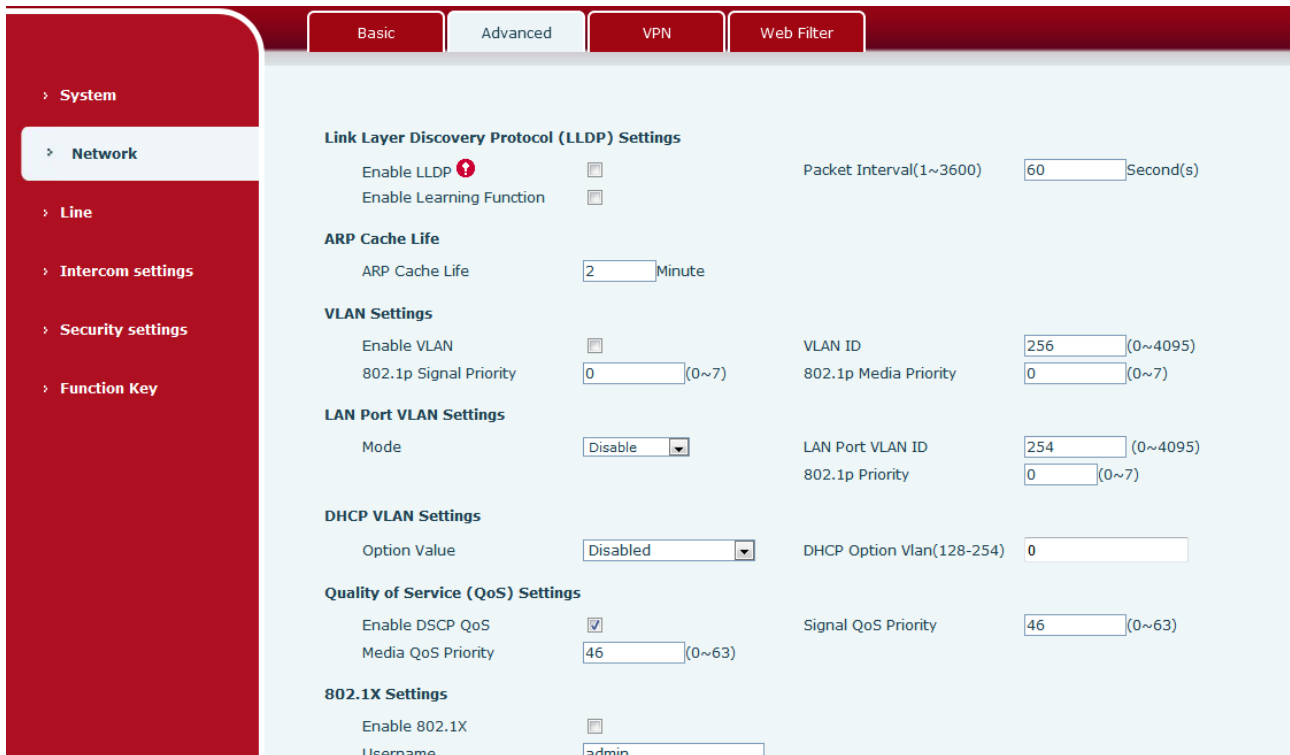 Basic Advanced VPN Web Filter
System
Network
Line
Intercom settings
Security settings
Function Key
Link Layer Discovery Protocol (LLDP) Settings
Enable LLDP Packet Interval(1~3600) 60 Second(s)
Enable Learning Function
ARP Cache Life
ARP Cache Life 2 Minute
VLAN Settings
Enable VLAN VLAN ID 256 (0~4095)
802.1p Signal Priority 0 (0~7) 802.1p Media Priority 0 (0~7)
LAN Port VLAN Settings
Mode Disable LAN Port VLAN ID 254 (0~4095)
802.1p Priority 0 (0~7)
DHCP VLAN Settings
Option Value Disabled DHCP Option Vlan(128-254) 0
Quality of Service (QoS) Settings
Enable DSCP QoS Signal QoS Priority 46 (0~63)
Media QoS Priority 46 (0~63)
802.1X Settings
Enable 802.1X
Username admin